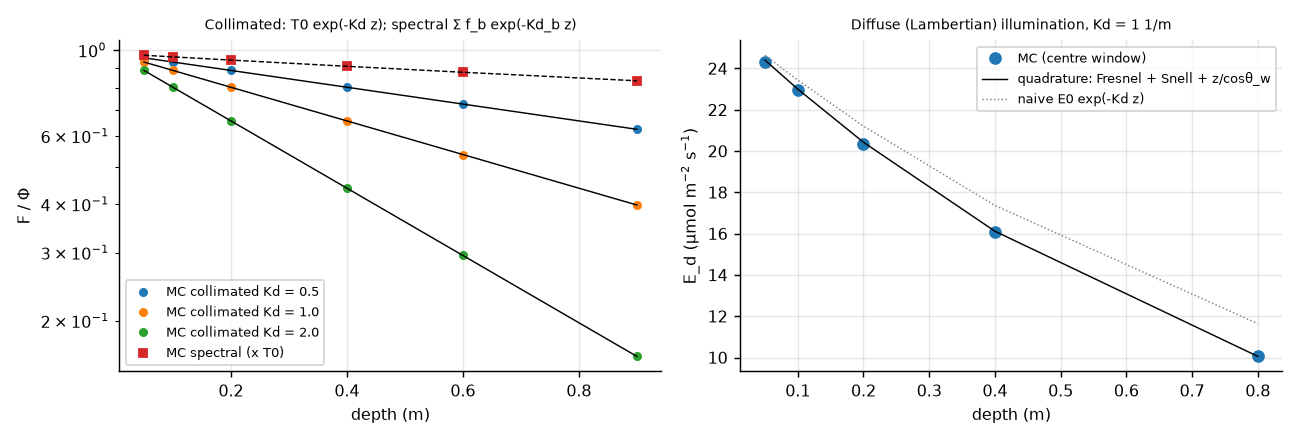 Collimated: T0 exp(-Kd z); spectral Σ f_b exp(-Kd_b z)
F / Φ
10⁰
6 × 10⁻¹
4 × 10⁻¹
3 × 10⁻¹
2 × 10⁻¹
MC collimated Kd = 0.5
MC collimated Kd = 1.0
MC collimated Kd = 2.0
MC spectral (x T0)
0.2 0.4 0.6 0.8
depth (m)
Diffuse (Lambertian) illumination, Kd = 1 1/m
E_d (μmol m⁻² s⁻¹)
24
22
20
18
16
14
12
10
MC (centre window)
quadrature: Fresnel + Snell + z/cosθ_w
naive E0 exp(-Kd z)
0.1 0.2 0.3 0.4 0.5 0.6 0.7 0.8
depth (m)